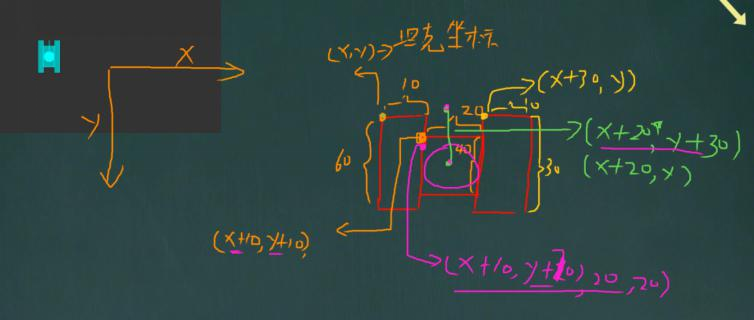 (x,y)→坦克坐标
X
10
(x+30, y)
20
10
y
(x+20, y+30)
60
40
30
(x+20, y)
(x+10, y+10)
(x+10, y+20), 20, 20)